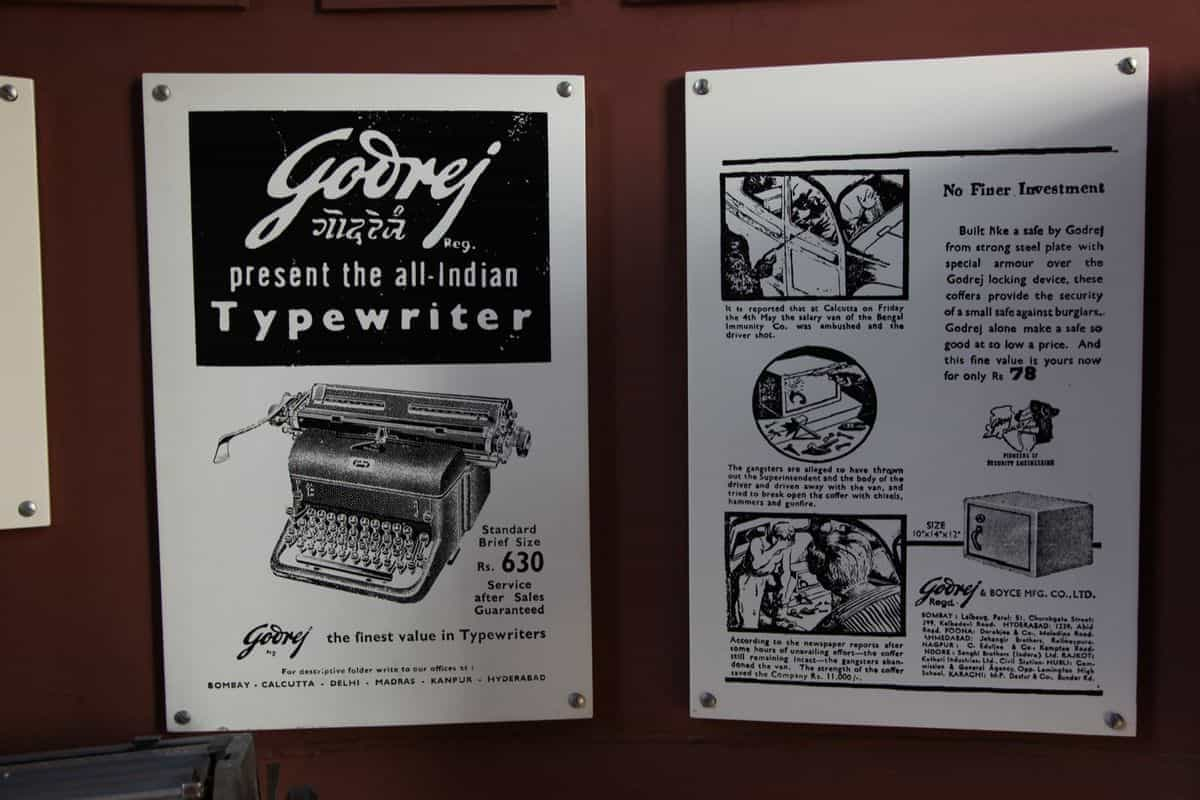 Godrej
ગોદરેજ
Reg.
present the all-Indian
Typewriter
Standard
Brief Size
Rs. 630
Service
after Sales
Guaranteed
Godrej the finest value in Typewriters
For descriptive folder write to our offices at :
BOMBAY - CALCUTTA - DELHI - MADRAS - KANPUR - HYDERABAD
It is reported that at Calcutta on Friday
the 4th May the salary van of the Bengal
Immunity Co. was ambushed and the
driver shot.
The gangsters are alleged to have thrown
out the Superintendent and the body of the
driver and driven away with the van, and
tried to break open the coffer with chisels,
hammers and gunfire.
According to the newspaper reports after
some hours of unavailing effort—the coffer
still remaining intact—the gangsters aban-
doned the van. The strength of the coffer
saved the Company Rs. 11,000/-.
No Finer Investment
Built like a safe by Godrej
from strong steel plate with
special armour over the
Godrej locking device, these
coffers provide the security
of a small safe against burglars.
Godrej alone make a safe so
good at so low a price. And
this fine value is yours now
for only Rs 78
PIONEERS OF
SECURITY ENGINEERING
SIZE
10"x14"x12"
Godrej & BOYCE MFG. CO., LTD.
Regd.
BOMBAY: Lalbaug, Parel; 51, Churchgate Street;
299, Kalbadevi Road. HYDERABAD: 1229, Abid
Road. POONA: Dorabjee & Co., Moledina Road.
AHMEDABAD: Jehangir Brothers,
NAGPUR: C. & Co. Kamptee Road.
INDORE: Sanghi Brothers (Indore) Ltd. RAJKOT:
Kothari Industries Ltd., Civil Station. HUBLI: Com-
mission & General Agency, Opp. Lamington High
School. KARACHI: M.P. Dastur & Co., Bunder Rd.